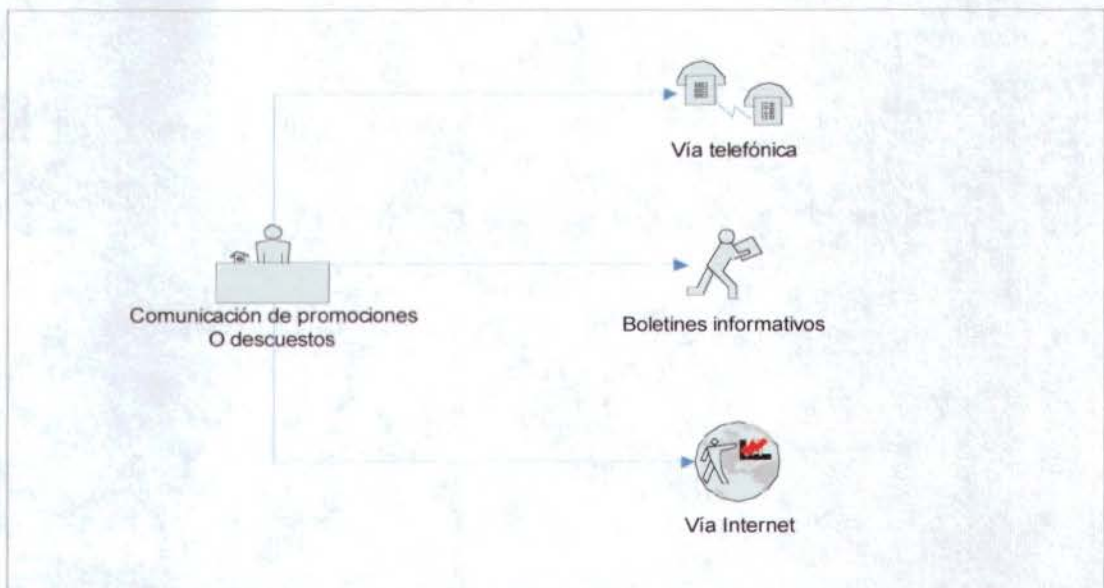 Vía telefónica
Comunicación de promociones
O descuestos
Boletines informativos
Vía Internet